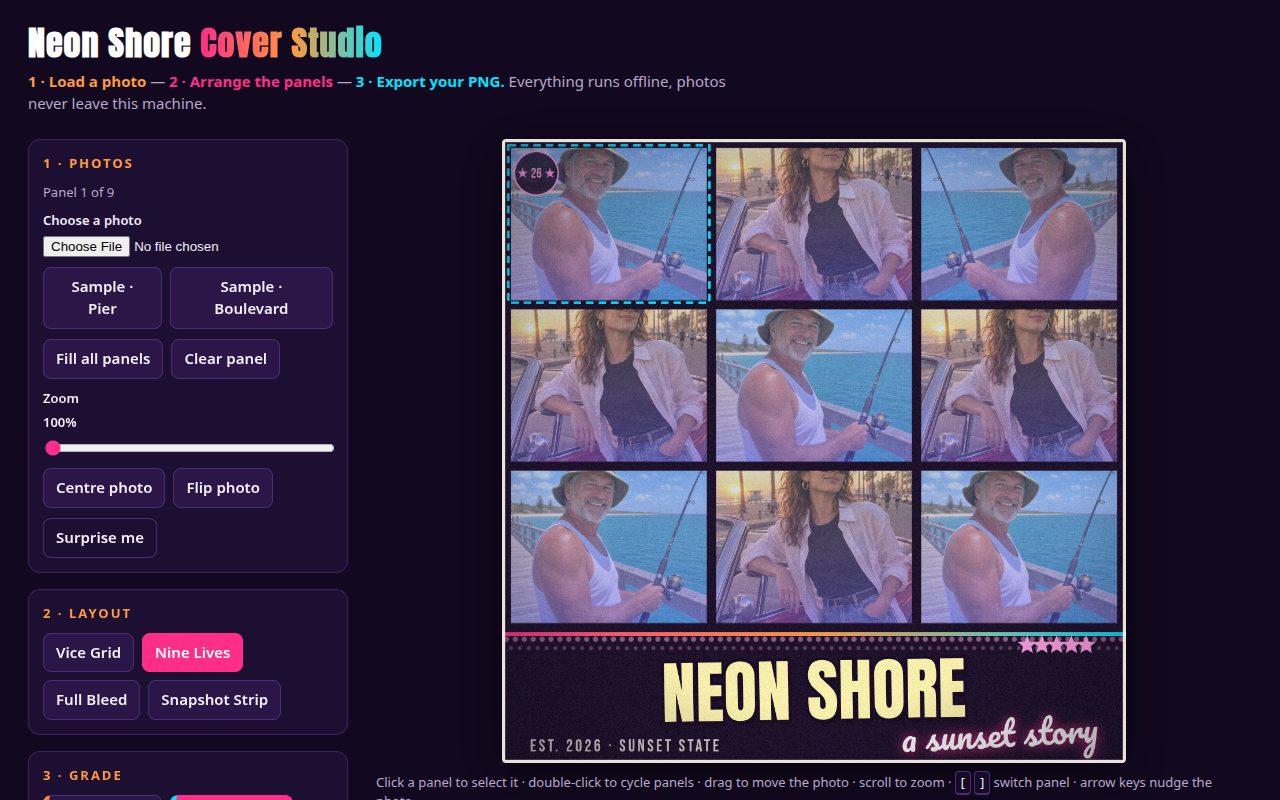 Neon Shore Cover Studio
1 · Load a photo — 2 · Arrange the panels — 3 · Export your PNG. Everything runs offline, photos
never leave this machine.
1 · PHOTOS
Panel 1 of 9
Choose a photo
Choose File No file chosen
Sample ·
Pier
Sample ·
Boulevard
Fill all panels
Clear panel
Zoom
100%
Centre photo
Flip photo
Surprise me
2 · LAYOUT
Vice Grid
Nine Lives
Full Bleed
Snapshot Strip
3 · GRADE
★ 26 ★
★★★★★
NEON SHORE
a sunset story
EST. 2026 · SUNSET STATE
Click a panel to select it · double-click to cycle panels · drag to move the photo · scroll to zoom · [ ] switch panel · arrow keys nudge the